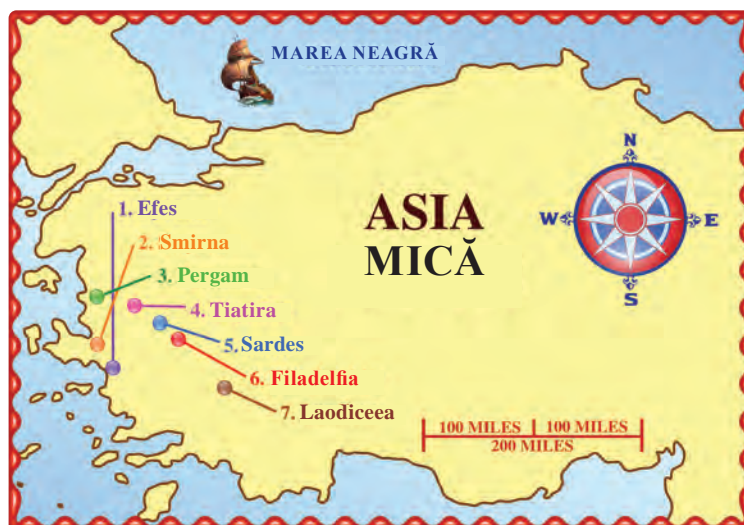 MAREA NEAGRĂ
N
W
E
S
ASIA
MICĂ
1. Efes
2. Smirna
3. Pergam
4. Tiatira
5. Sardes
6. Filadelfia
7. Laodiceea
100 MILES
100 MILES
200 MILES